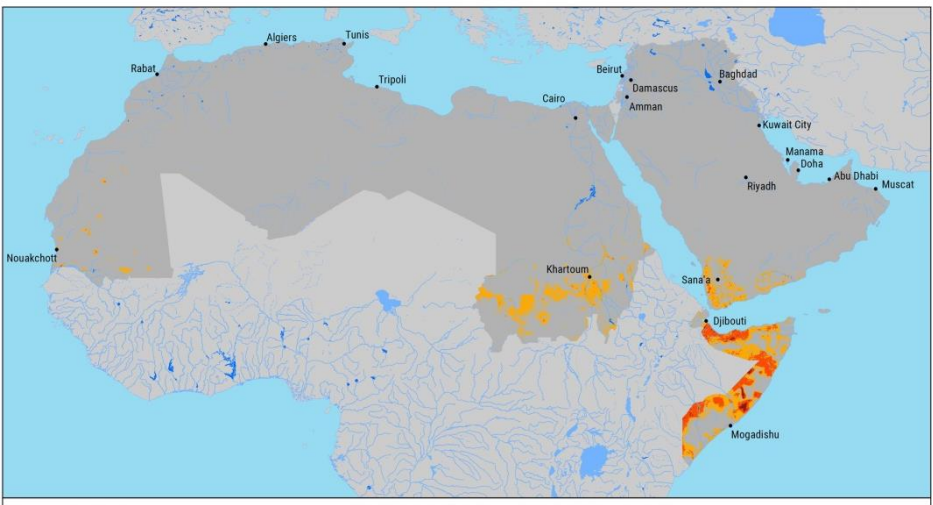 Algiers
Tunis
Rabat
Tripoli
Beirut
Damascus
Baghdad
Cairo
Amman
Kuwait City
Manama
Doha
Abu Dhabi
Riyadh
Muscat
Nouakchott
Khartoum
Sana'a
Djibouti
Mogadishu